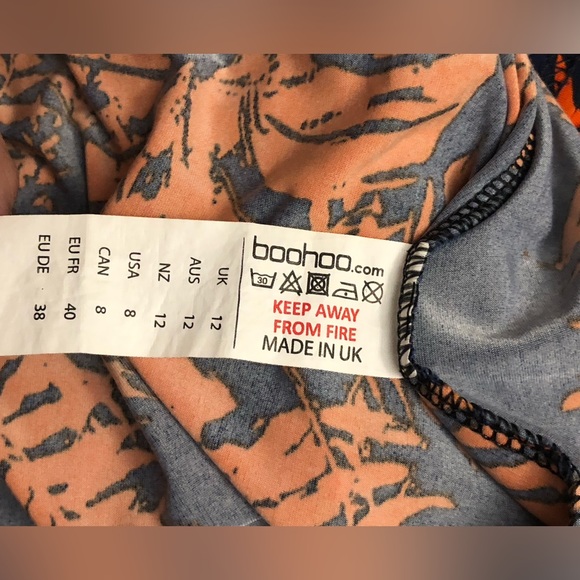 boohoo.com
30
KEEP AWAY
FROM FIRE
MADE IN UK
UK 12
AUS 12
NZ 12
USA 8
CAN 8
EU FR 40
EU DE 38